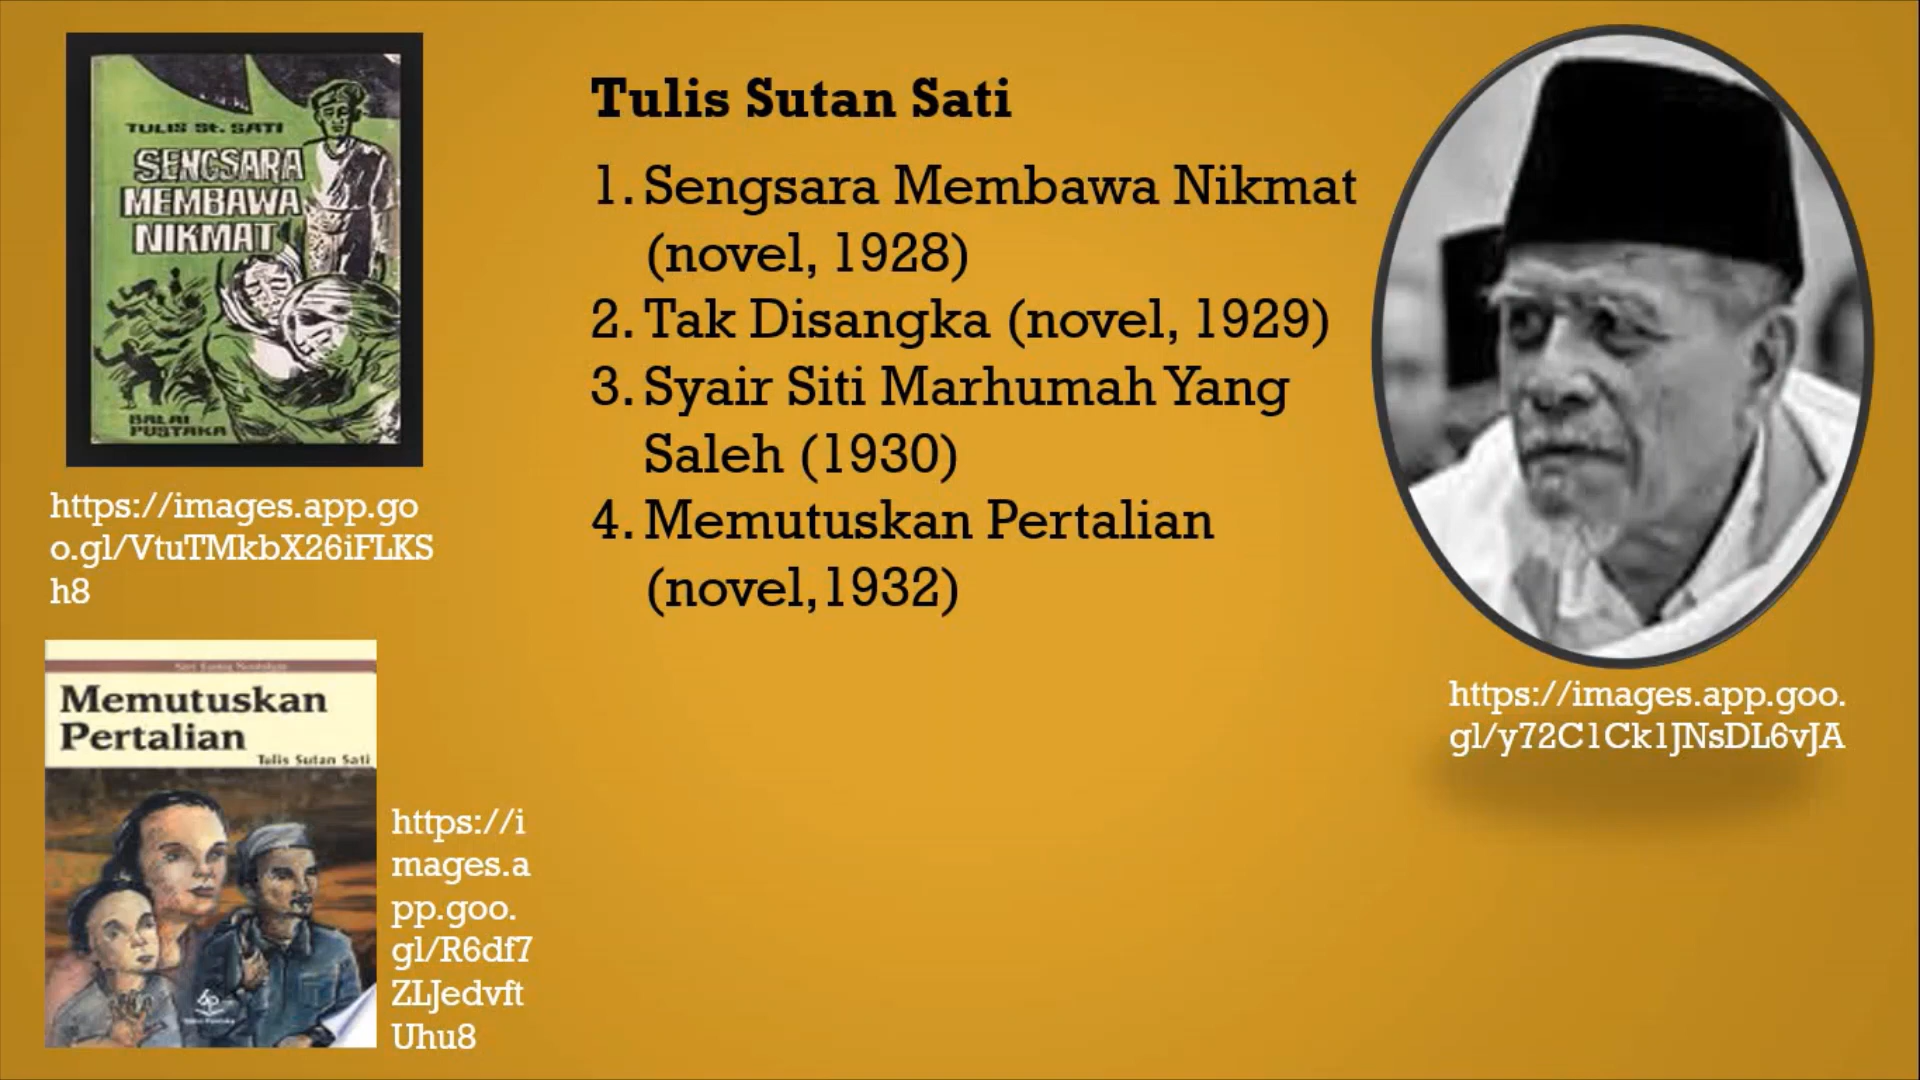 TULIS St. SATI
SENGSARA
MEMBAWA
NIKMAT
BALAI
PUSTAKA
https://images.app.go
o.gl/VtuTMkbX26iFLKS
h8
Memutuskan
Pertalian
Tulis Sutan Sati
https://i
mages.a
pp.goo.
gl/R6df7
ZLJedvft
Uhu8
Tulis Sutan Sati
1. Sengsara Membawa Nikmat
(novel, 1928)
2. Tak Disangka (novel, 1929)
3. Syair Siti Marhumah Yang
Saleh (1930)
4. Memutuskan Pertalian
(novel,1932)
https://images.app.goo.
gl/y72C1Ck1JNsDL6vJA